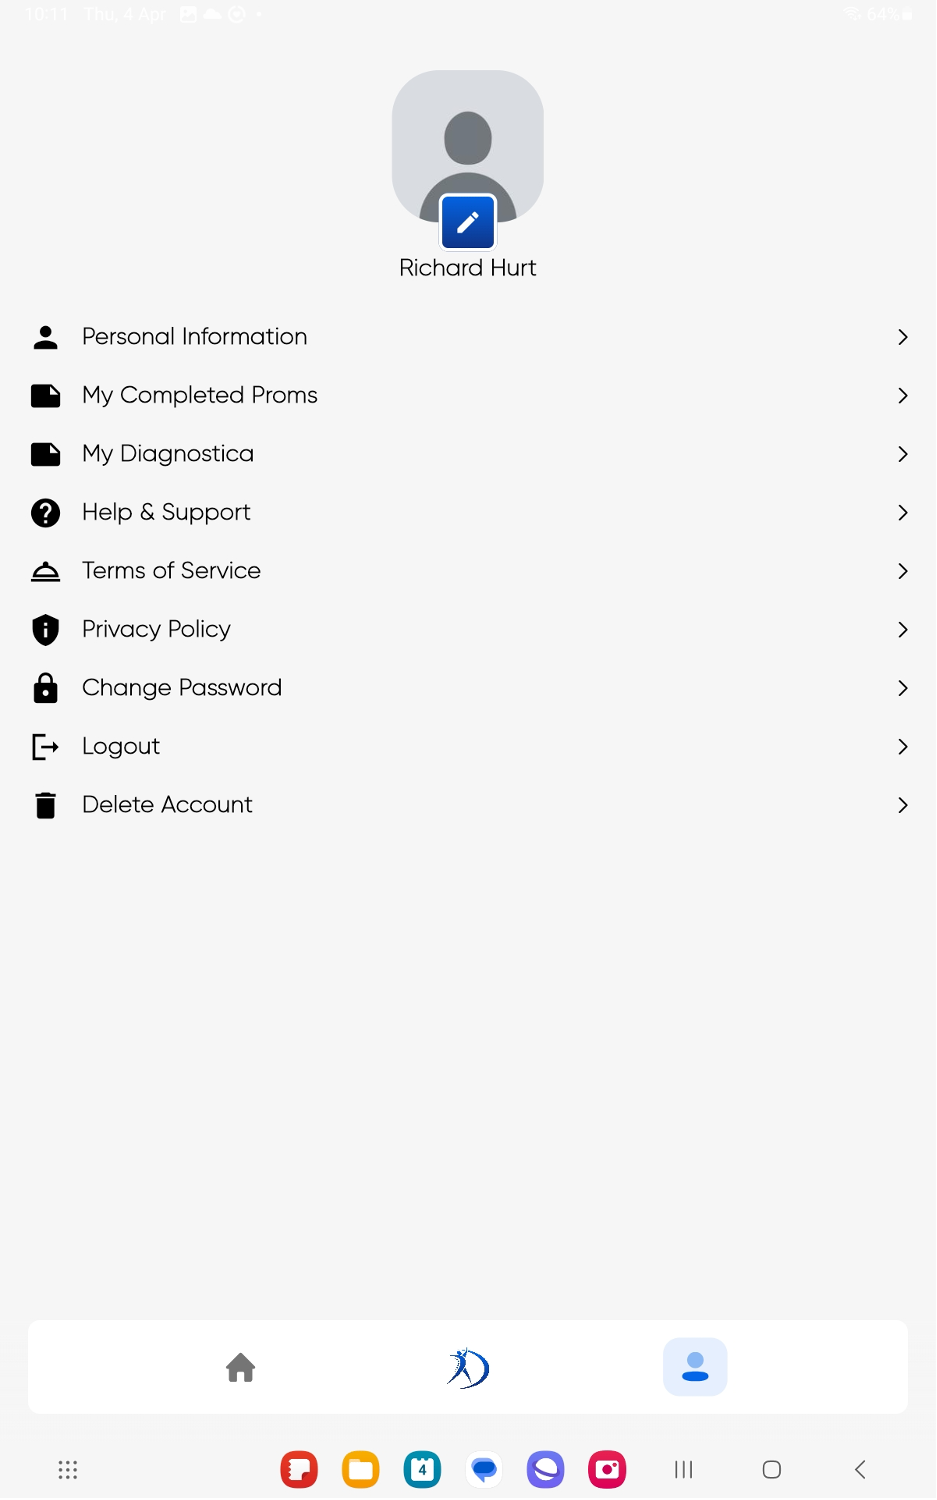 10:11 Thu, 4 Apr 64%
Richard Hurt
Personal Information
My Completed Proms
My Diagnostica
Help & Support
Terms of Service
Privacy Policy
Change Password
Logout
Delete Account
4